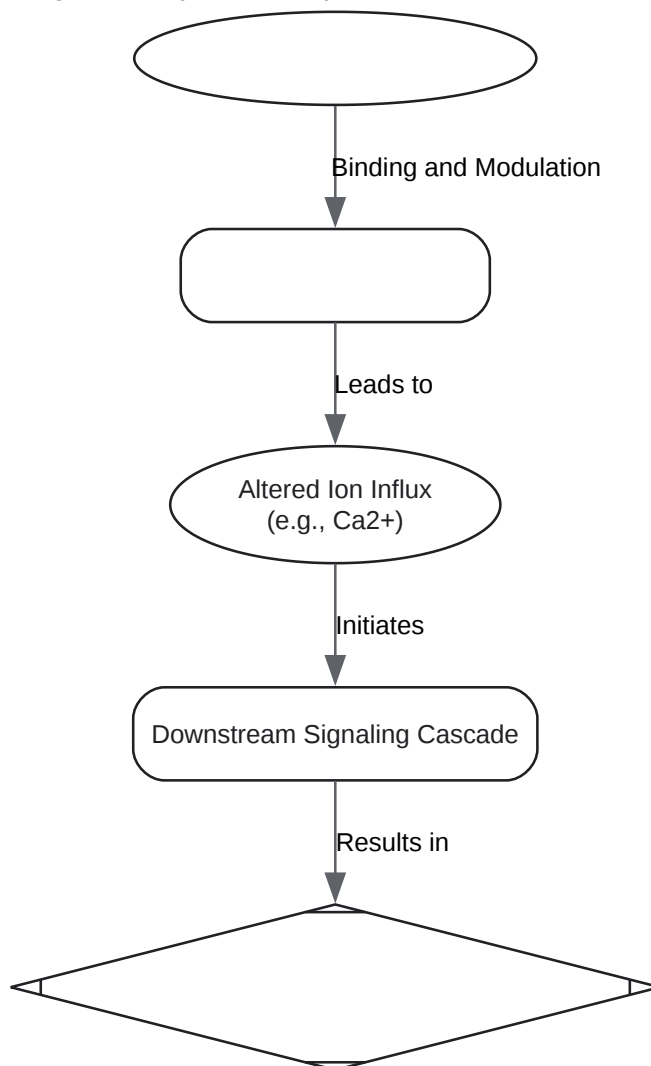 Binding and Modulation
Leads to
Altered Ion Influx
(e.g., Ca2+)
Initiates
Downstream Signaling Cascade
Results in